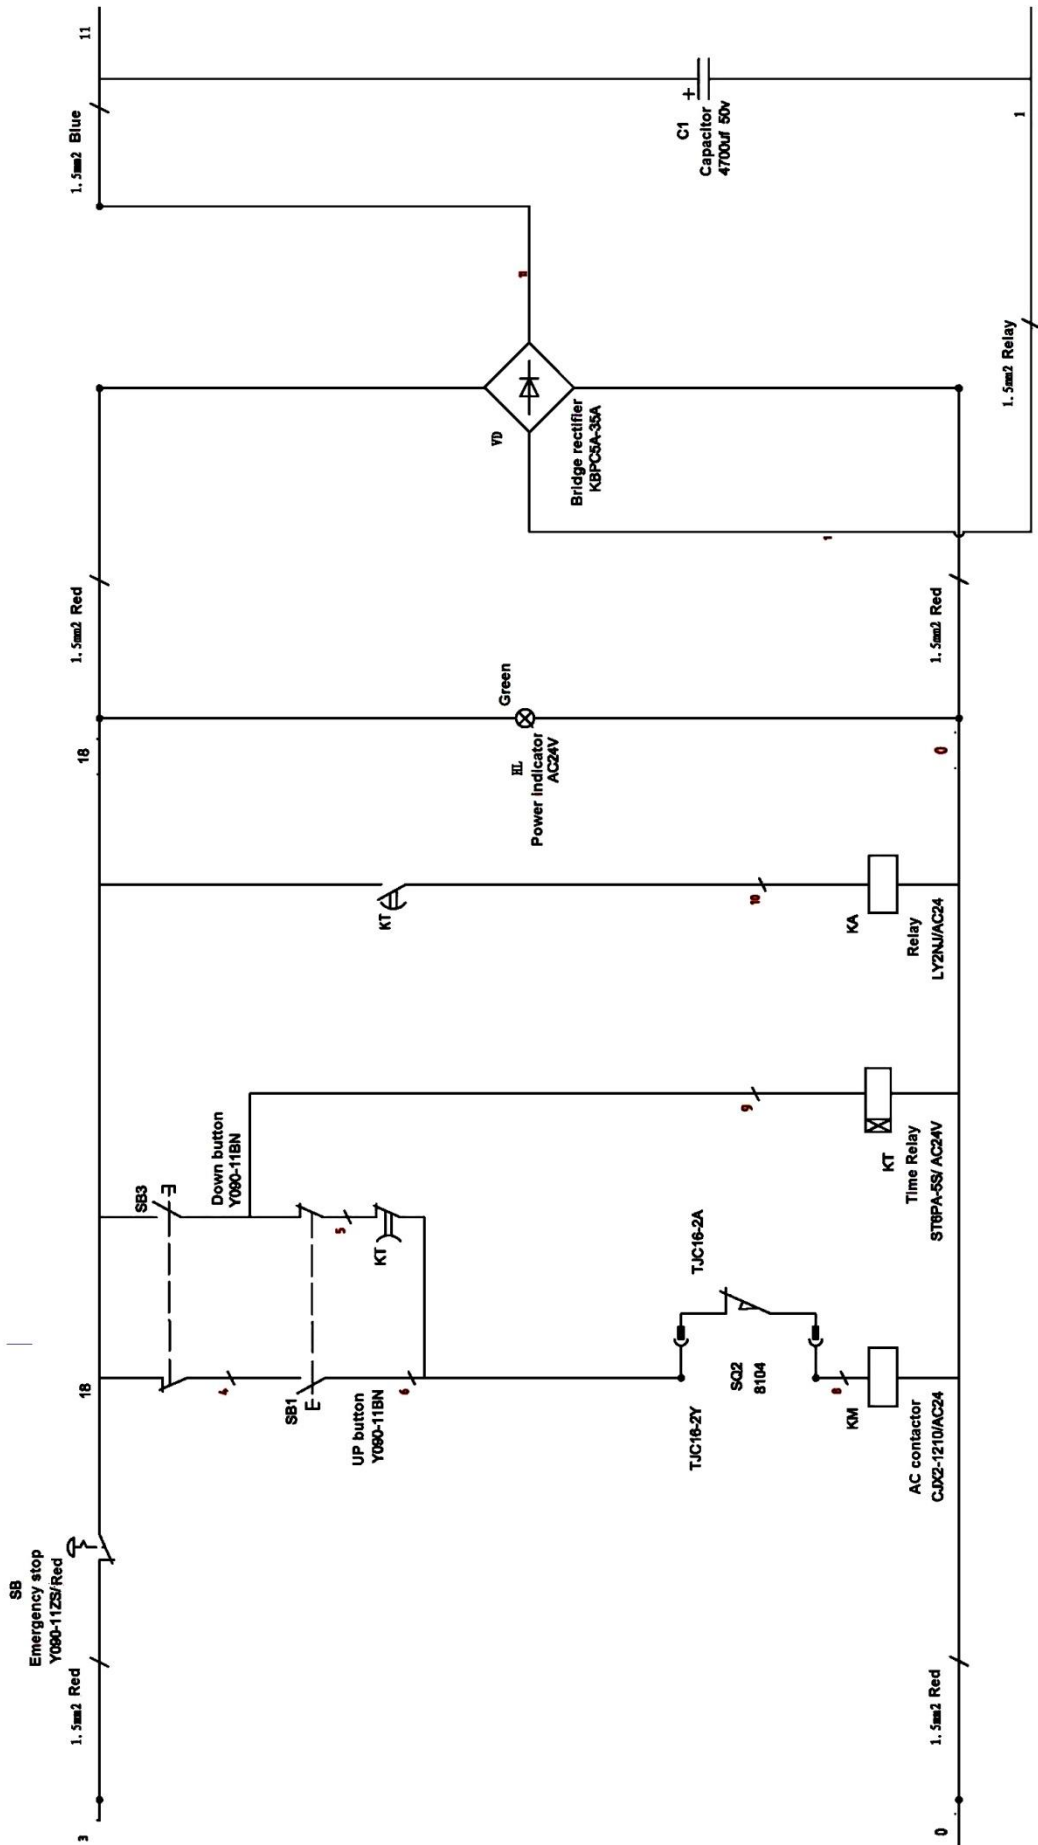 SB
Emergency stop
Y090-11ZS/Red
3
1.5mm2 Red
18
SB3
Down button
Y090-11BN
4
SB1
UP button
Y090-11BN
5
KT
6
TJC16-2Y
TJC16-2A
SQ2
8104
8
KM
AC contactor
CJX2-1210/AC24
9
KT
Time Relay
ST6PA-5S/AC24V
KT
10
KA
Relay
LY2NJ/AC24
18
Green
HL
Power indicator
AC24V
0
1.5mm2 Red
1.5mm2 Red
VD
Bridge rectifier
KBPC5A-35A
11
1
1.5mm2 Blue
11
C1
+
Capacitor
4700uf 50v
1.5mm2 Relay
1
0
1.5mm2 Red